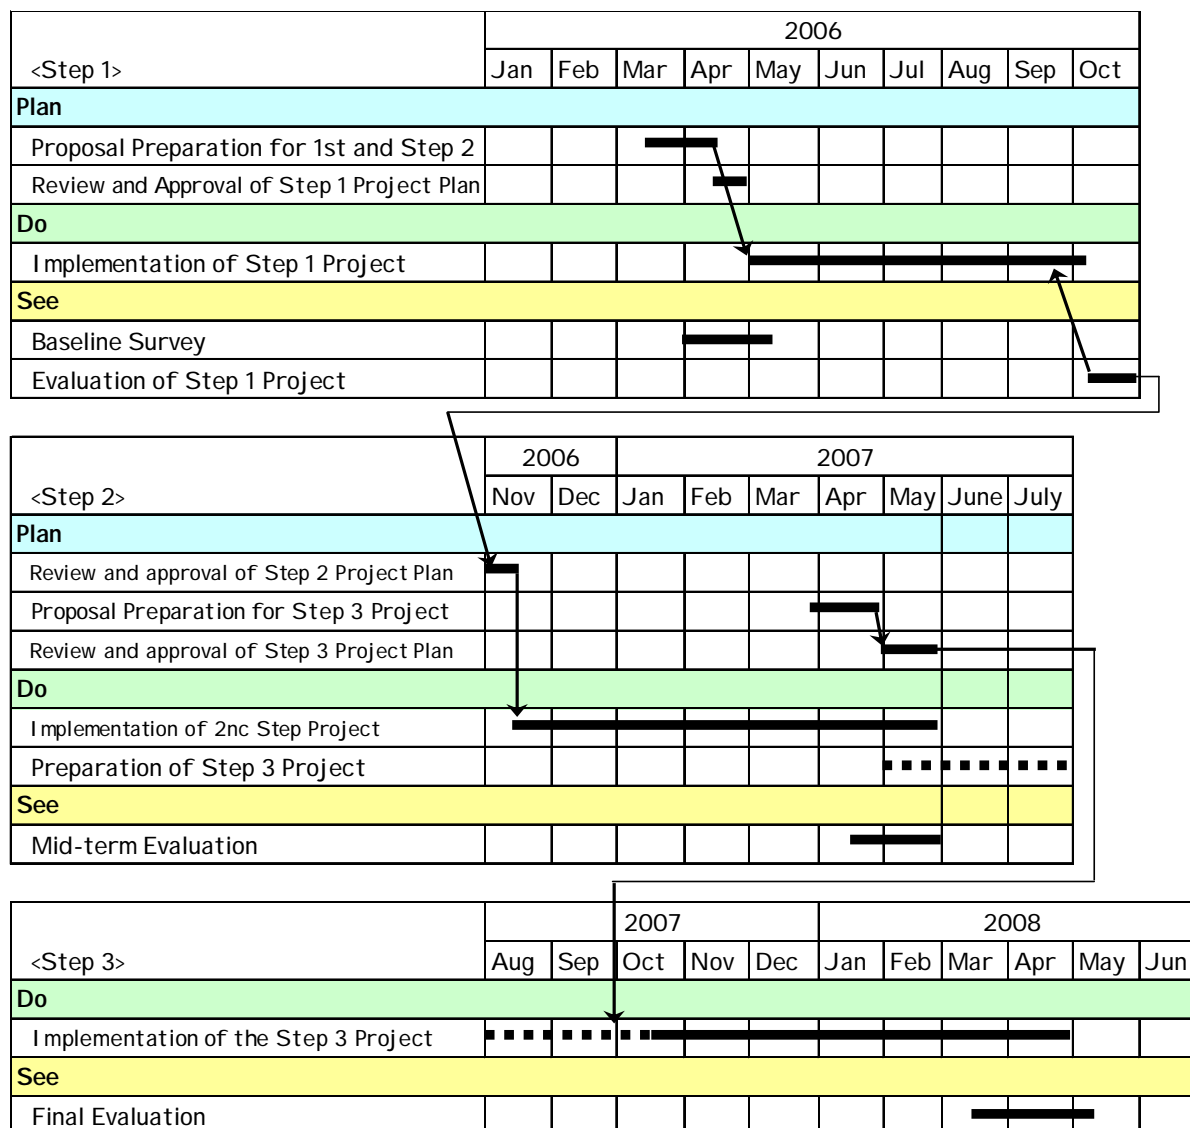 2006
<Step 1> Jan Feb Mar Apr May Jun Jul Aug Sep Oct
Plan
Proposal Preparation for 1st and Step 2
Review and Approval of Step 1 Project Plan
Do
Implementation of Step 1 Project
See
Baseline Survey
Evaluation of Step 1 Project
2006 2007
<Step 2> Nov Dec Jan Feb Mar Apr May June July
Plan
Review and approval of Step 2 Project Plan
Proposal Preparation for Step 3 Project
Review and approval of Step 3 Project Plan
Do
Implementation of 2nc Step Project
Preparation of Step 3 Project
See
Mid-term Evaluation
2007 2008
<Step 3> Aug Sep Oct Nov Dec Jan Feb Mar Apr May Jun
Do
Implementation of the Step 3 Project
See
Final Evaluation